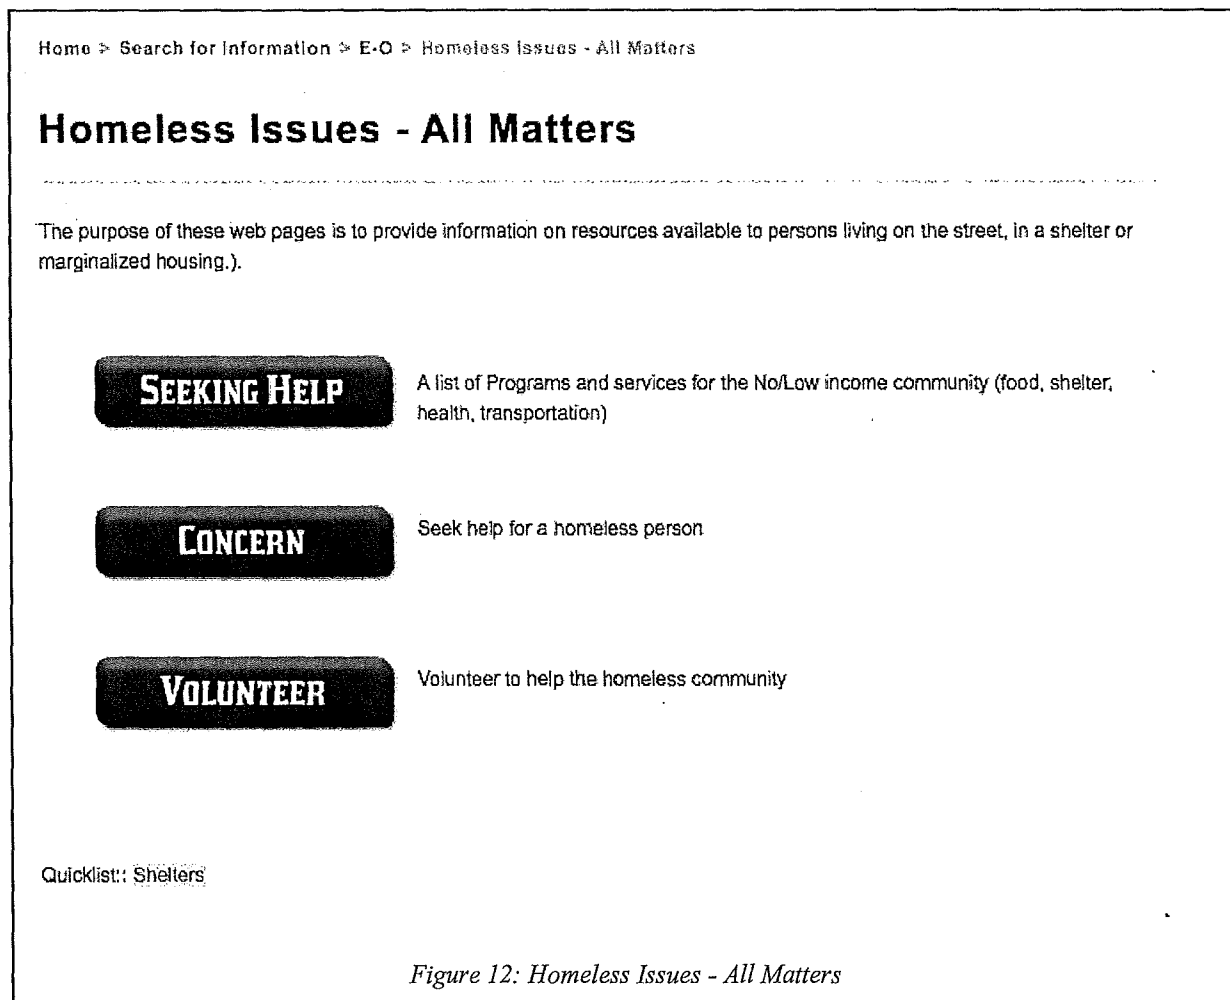 Home > Search for Information > E-O > Homeless Issues - All Matters
Homeless Issues - All Matters
The purpose of these web pages is to provide information on resources available to persons living on the street, in a shelter or
marginalized housing.).
SEEKING HELP
A list of Programs and services for the No/Low income community (food, shelter,
health, transportation)
CONCERN
Seek help for a homeless person
VOLUNTEER
Volunteer to help the homeless community
Quicklist:: Shelters
Figure 12: Homeless Issues - All Matters